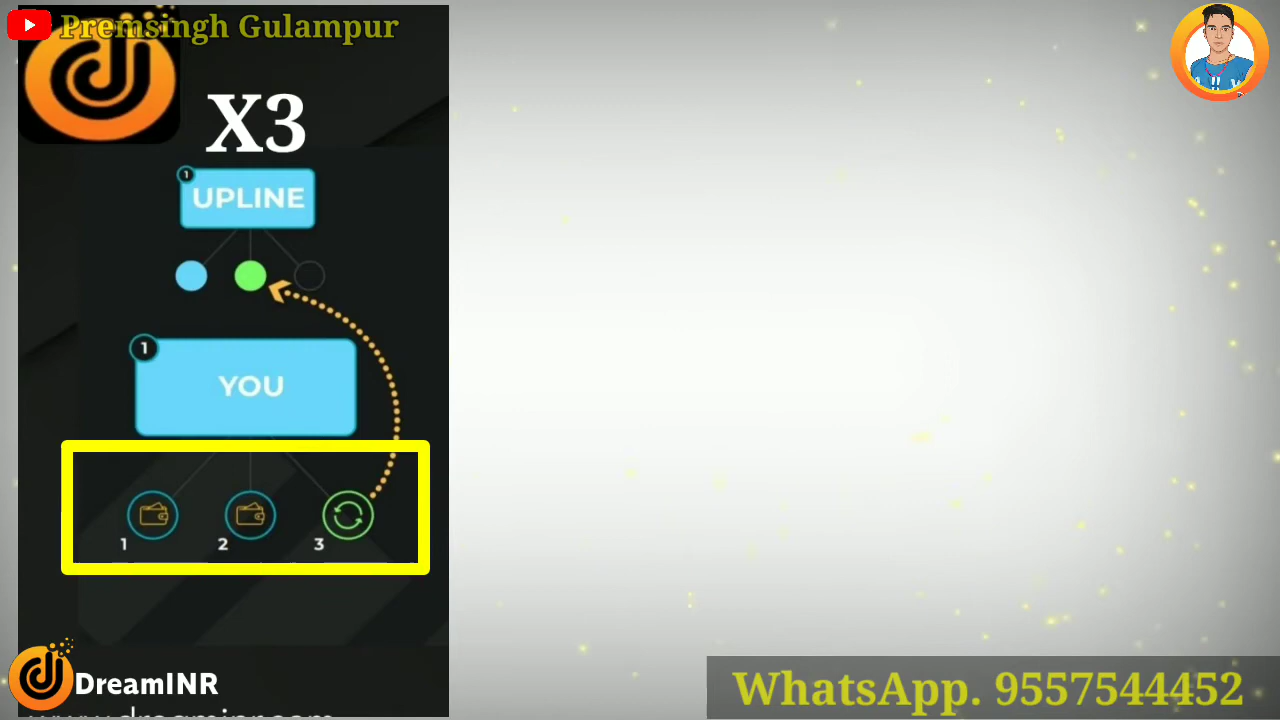 Premsingh Gulampur
X3
1
UPLINE
1
YOU
1 2 3
DreamINR
WhatsApp. 9557544452